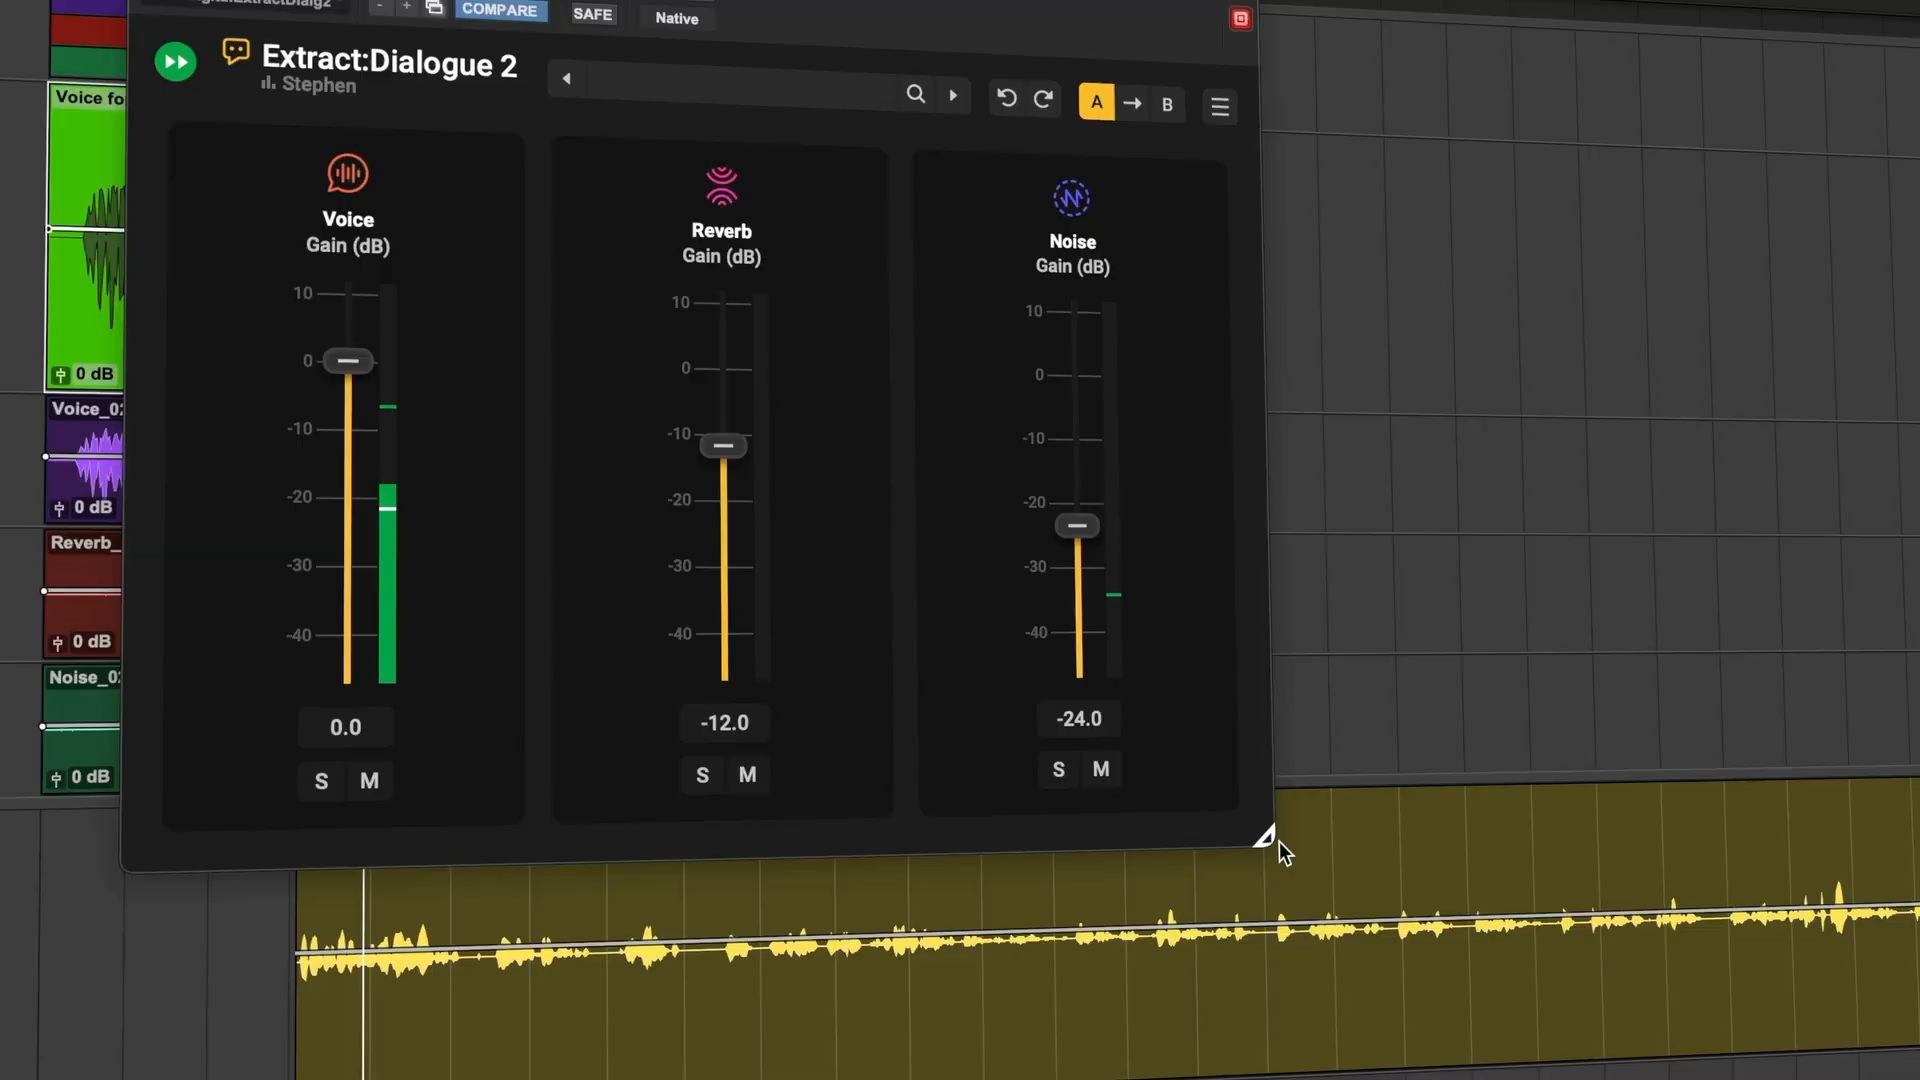 COMPARE
SAFE
Native
Extract:Dialogue 2
Stephen
A
B
Voice fo
0 dB
Voice_02
0 dB
Reverb_
0 dB
Noise_02
0 dB
Voice
Gain (dB)
10
0
-10
-20
-30
-40
0.0
S M
Reverb
Gain (dB)
10
0
-10
-20
-30
-40
-12.0
S M
Noise
Gain (dB)
10
0
-10
-20
-30
-40
-24.0
S M